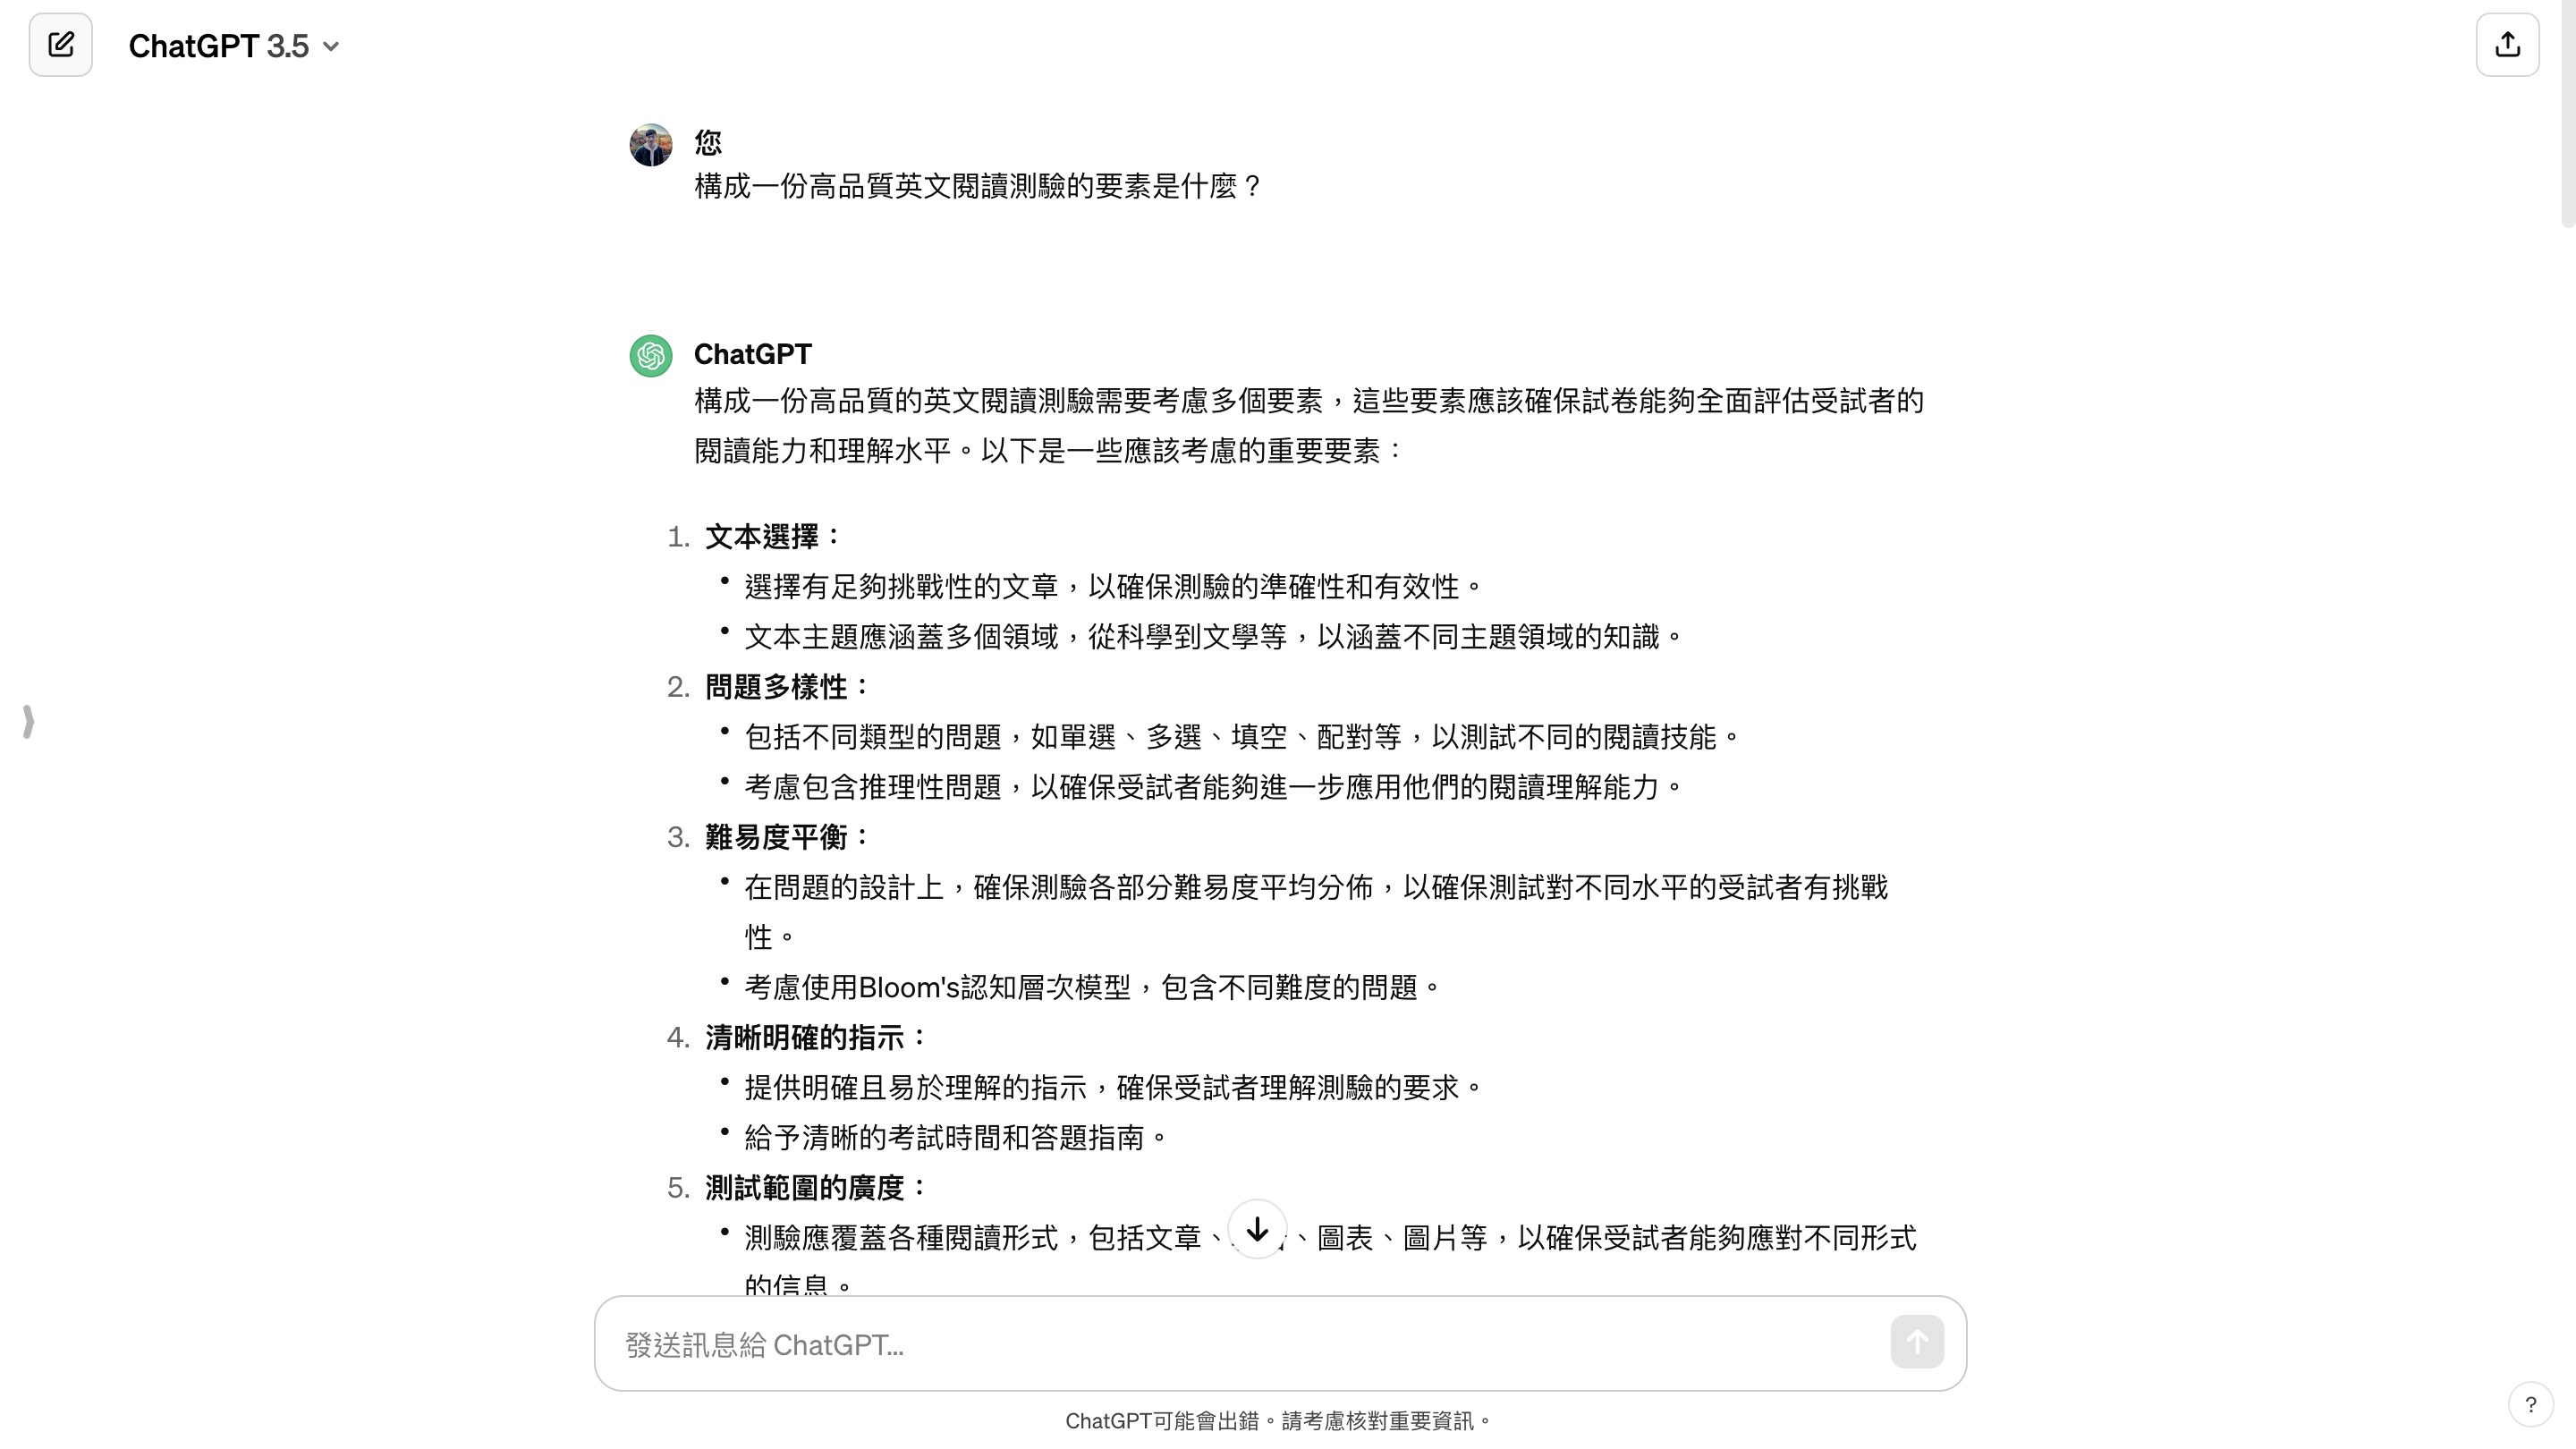 ChatGPT 3.5
您
構成一份高品質英文閱讀測驗的要素是什麼？
ChatGPT
構成一份高品質的英文閱讀測驗需要考慮多個要素，這些要素應該確保試卷能夠全面評估受試者的
閱讀能力和理解水平。以下是一些應該考慮的重要要素：
1. 文本選擇：
• 選擇有足夠挑戰性的文章，以確保測驗的準確性和有效性。
• 文本主題應涵蓋多個領域，從科學到文學等，以涵蓋不同主題領域的知識。
2. 問題多樣性：
• 包括不同類型的問題，如單選、多選、填空、配對等，以測試不同的閱讀技能。
• 考慮包含推理性問題，以確保受試者能夠進一步應用他們的閱讀理解能力。
3. 難易度平衡：
• 在問題的設計上，確保測驗各部分難易度平均分佈，以確保測試對不同水平的受試者有挑戰
性。
• 考慮使用Bloom's認知層次模型，包含不同難度的問題。
4. 清晰明確的指示：
• 提供明確且易於理解的指示，確保受試者理解測驗的要求。
• 給予清晰的考試時間和答題指南。
5. 測試範圍的廣度：
• 測驗應覆蓋各種閱讀形式，包括文章、、圖表、圖片等，以確保受試者能夠應對不同形式
的信息。
發送訊息給 ChatGPT...
ChatGPT可能會出錯。請考慮核對重要資訊。
?